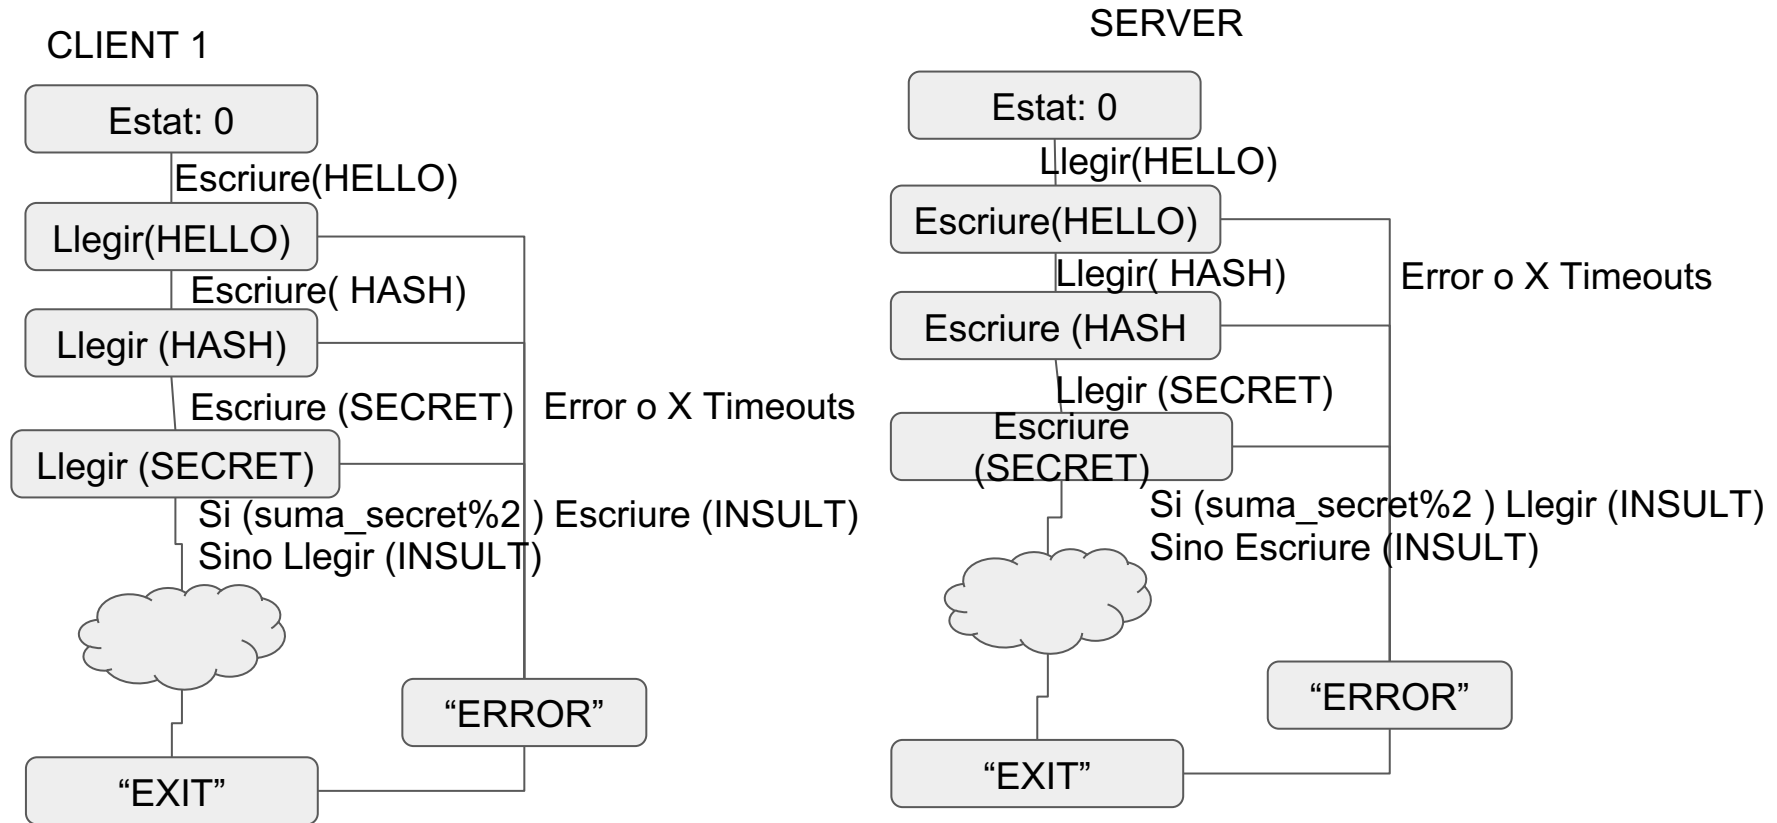 CLIENT 1
Estat: 0
Escriure(HELLO)
Llegir(HELLO)
Escriure( HASH)
Llegir (HASH)
Escriure (SECRET)
Error o X Timeouts
Llegir (SECRET)
Si (suma_secret%2 ) Escriure (INSULT)
Sino Llegir (INSULT)
“ERROR”
“EXIT”
SERVER
Estat: 0
Llegir(HELLO)
Escriure(HELLO)
Llegir( HASH)
Error o X Timeouts
Escriure (HASH
Llegir (SECRET)
Escriure
(SECRET)
Si (suma_secret%2 ) Llegir (INSULT)
Sino Escriure (INSULT)
“ERROR”
“EXIT”